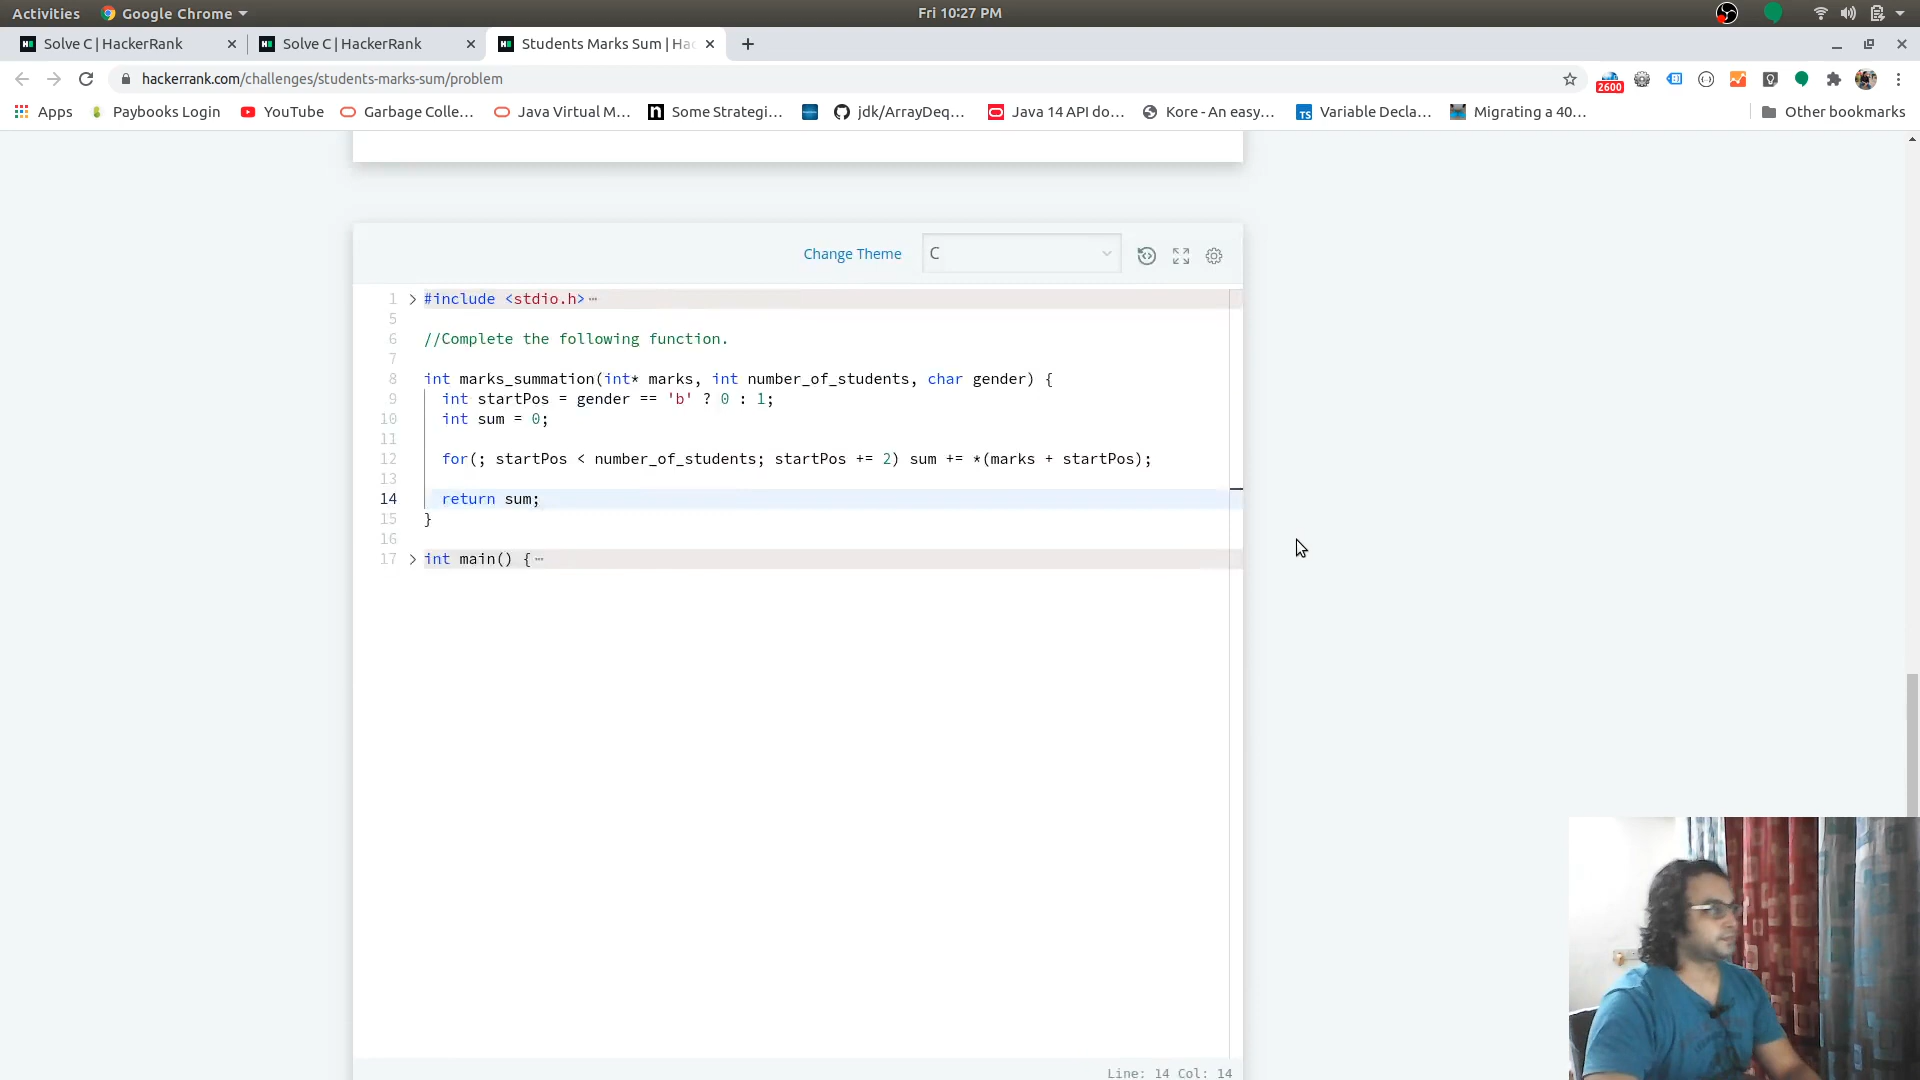 Activities Google Chrome Fri 10:27 PM
Solve C | HackerRank Solve C | HackerRank Students Marks Sum | Hac
hackerrank.com/challenges/students-marks-sum/problem 2600
Apps Paybooks Login YouTube Garbage Colle... Java Virtual M... Some Strategi... jdk/ArrayDeq... Java 14 API do... Kore - An easy... Variable Decla... Migrating a 40... Other bookmarks
Change Theme C
1 #include <stdio.h>
5
6 //Complete the following function.
7
8 int marks_summation(int* marks, int number_of_students, char gender) {
9 int startPos = gender == 'b' ? 0 : 1;
10 int sum = 0;
11
12 for(; startPos < number_of_students; startPos += 2) sum += *(marks + startPos);
13
14 return sum;
15 }
16
17 int main() {
Line: 14 Col: 14